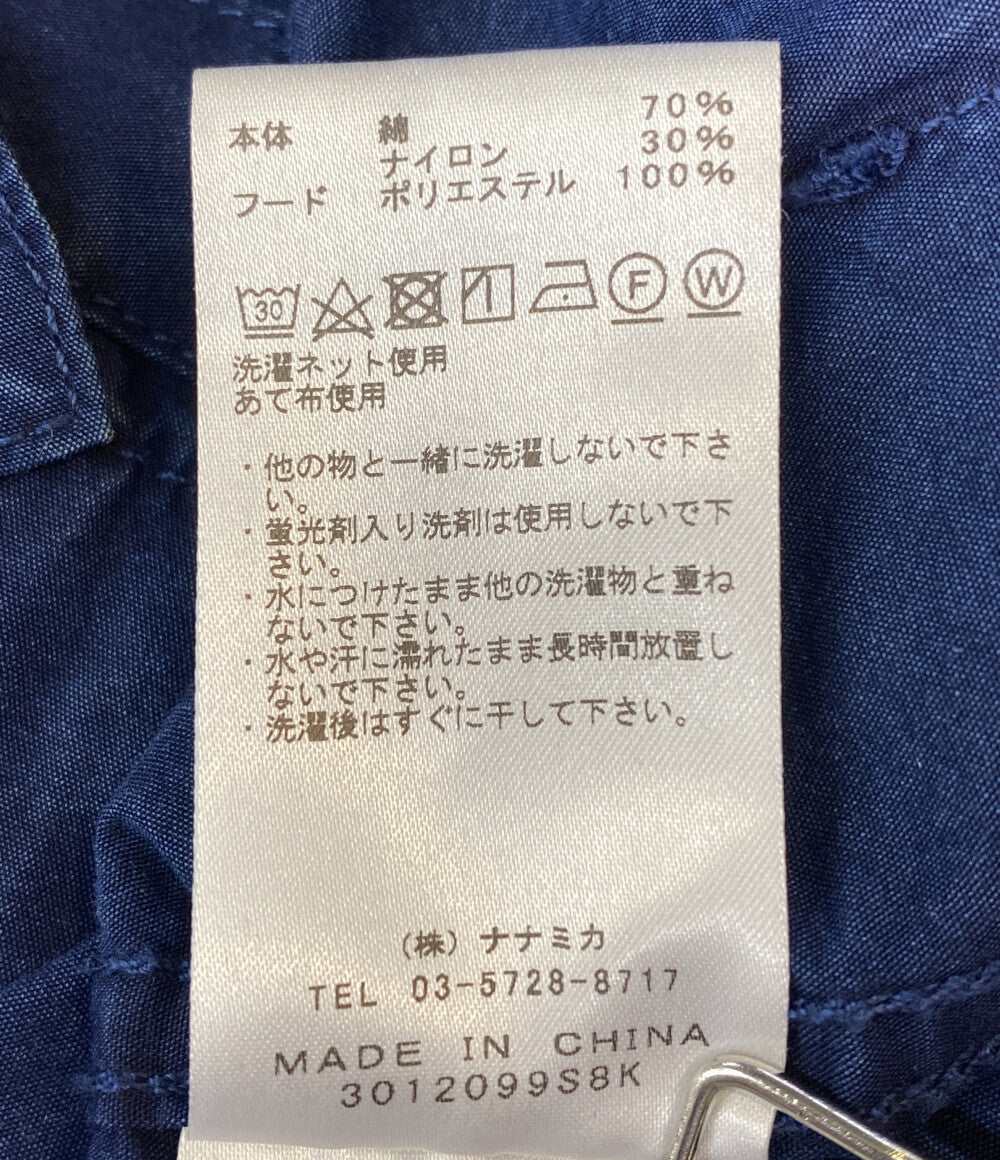 本体 綿 70%
ナイロン 30%
フード ポリエステル 100%
30 F W
洗濯ネット使用
あて布使用
・他の物と一緒に洗濯しないで下さ
い。
・蛍光剤入り洗剤は使用しないで下
さい。
・水につけたまま他の洗濯物と重ね
ないで下さい。
・水や汗に濡れたまま長時間放置し
ないで下さい。
・洗濯後はすぐに干して下さい。
(株)ナナミカ
TEL 03-5728-8717
MADE IN CHINA
3012099S8K